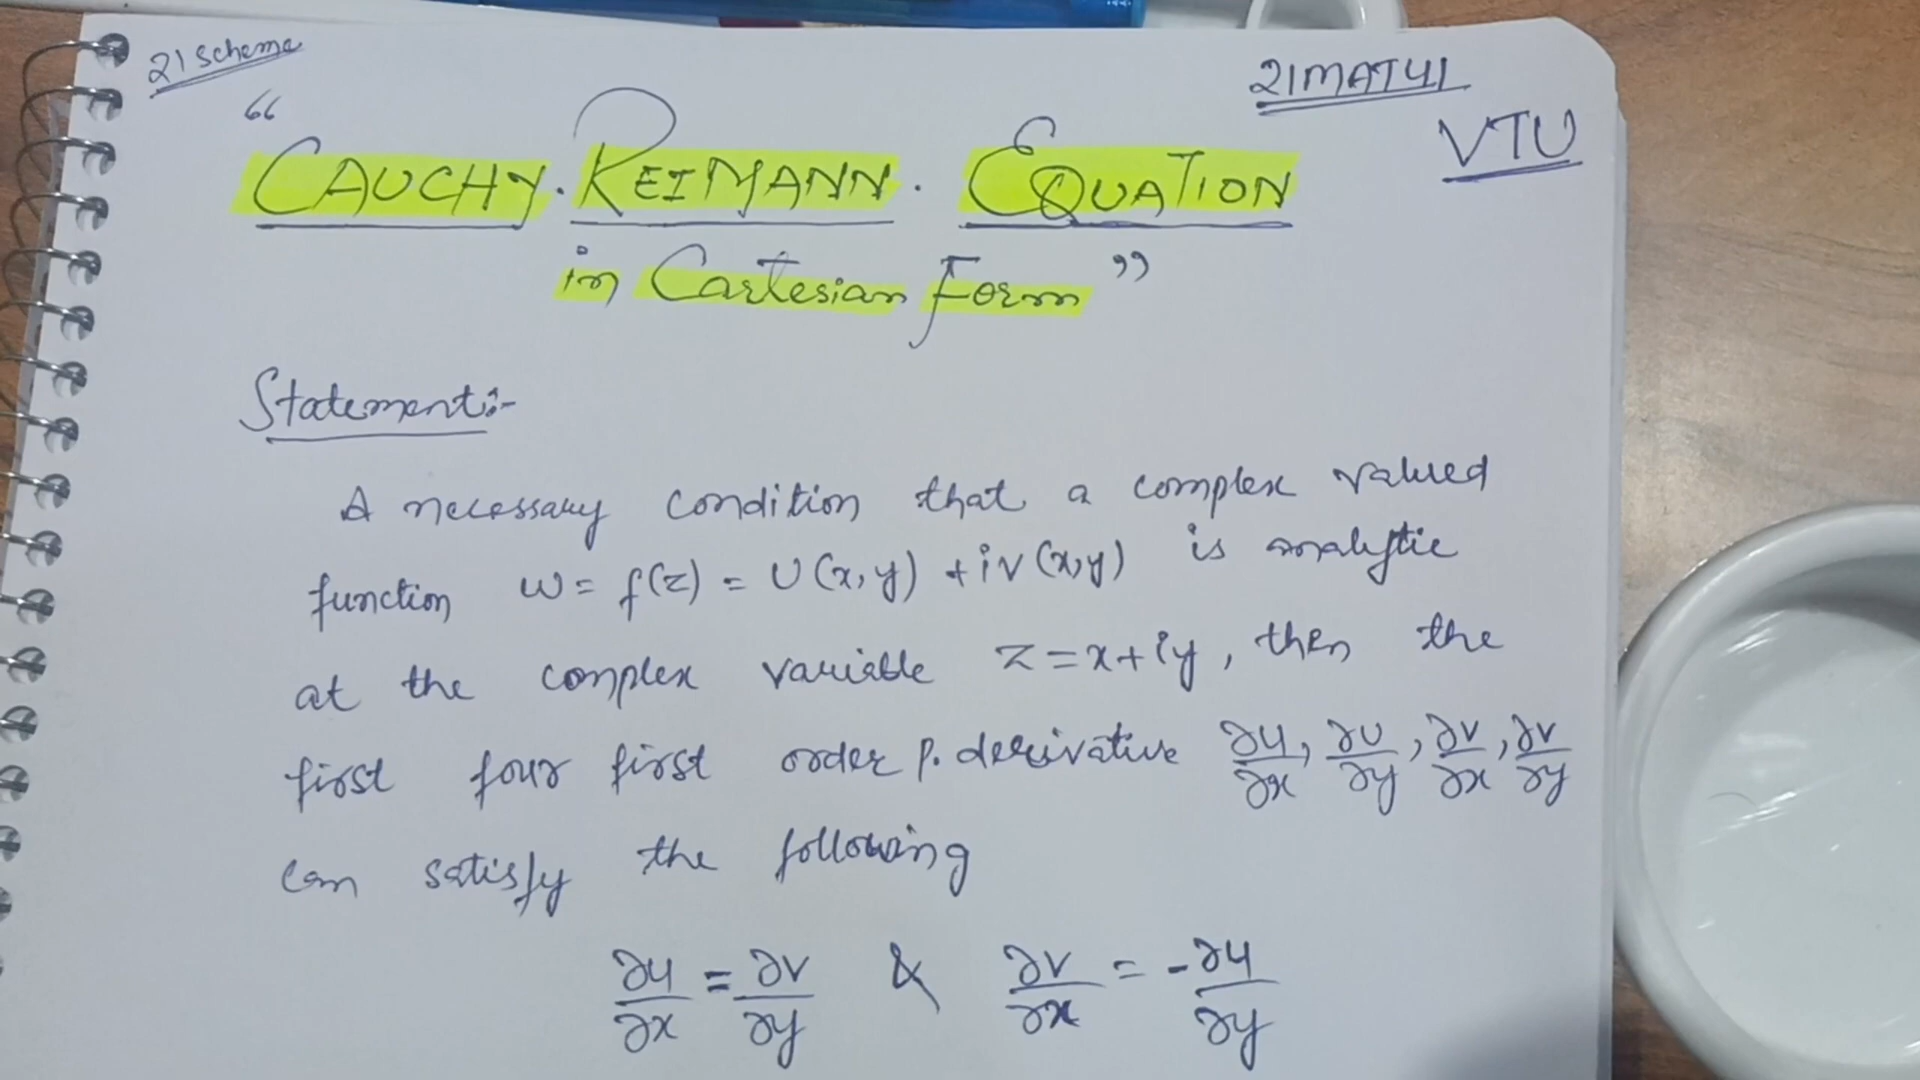 21 Scheme
21MAT41
VTU
"CAUCHY. REIMANN. EQUATION
in Cartesian Form"
Statement:-
A necessary condition that a complex valued
function w = f(z) = U(x,y) + iv(x,y) is analytic
at the complex variable z=x+iy, then the
first four first order p. derivative ∂u/∂x, ∂u/∂y, ∂v/∂x, ∂v/∂y
can satisfy the following
∂u/∂x = ∂v/∂y & ∂v/∂x = -∂u/∂y